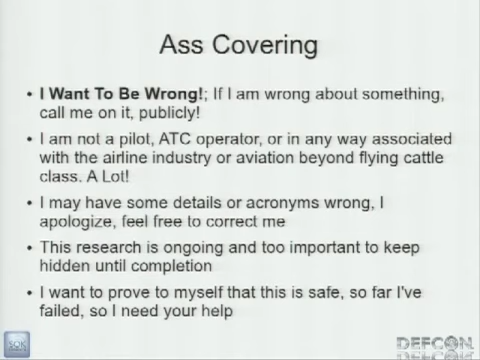 Ass Covering
• I Want To Be Wrong!; If I am wrong about something,
call me on it, publicly!
• I am not a pilot, ATC operator, or in any way associated
with the airline industry or aviation beyond flying cattle
class. A Lot!
• I may have some details or acronyms wrong, I
apologize, feel free to correct me
• This research is ongoing and too important to keep
hidden until completion
• I want to prove to myself that this is safe, so far I've
failed, so I need your help
DEFCON